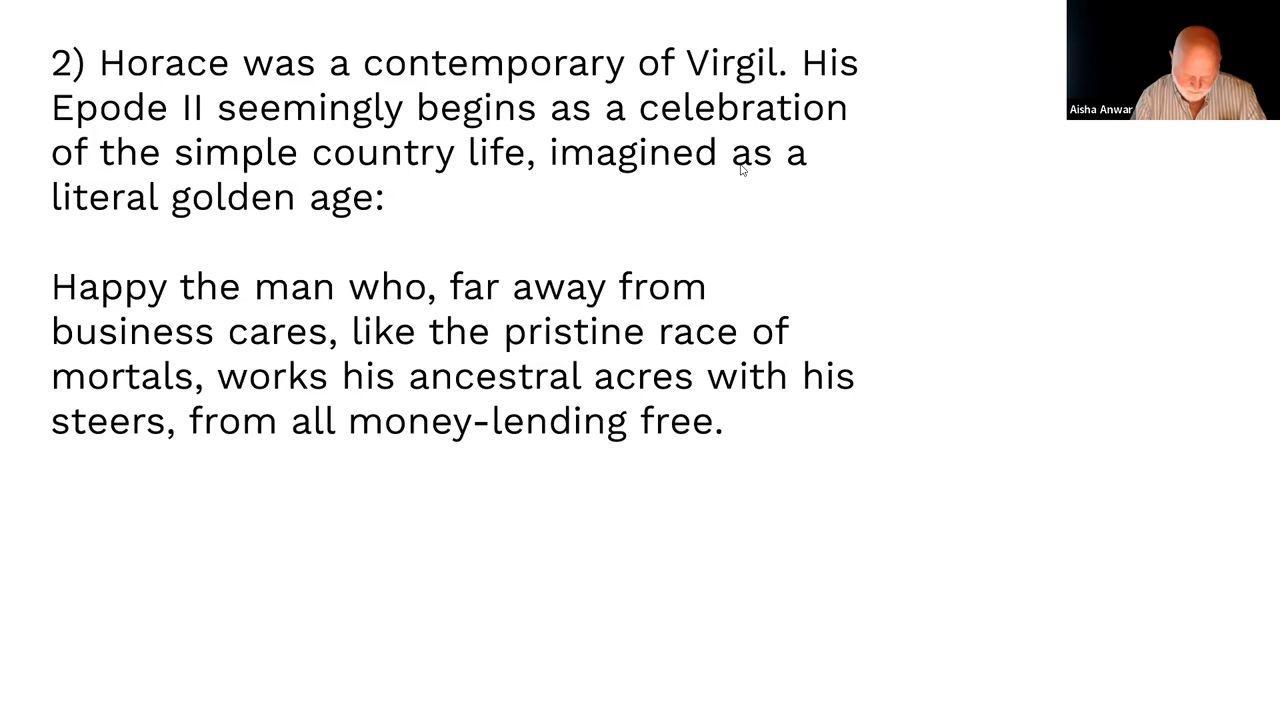 2) Horace was a contemporary of Virgil. His
Epode II seemingly begins as a celebration
of the simple country life, imagined as a
literal golden age:
Happy the man who, far away from
business cares, like the pristine race of
mortals, works his ancestral acres with his
steers, from all money-lending free.
Aisha Anwar